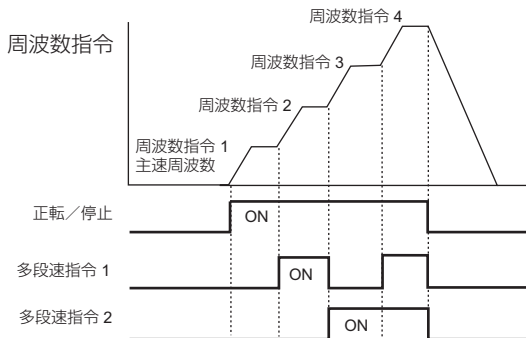 周波数指令 4
周波数指令
周波数指令 3
周波数指令 2
周波数指令 1
主速周波数
正転／停止
ON
多段速指令 1
ON
多段速指令 2
ON